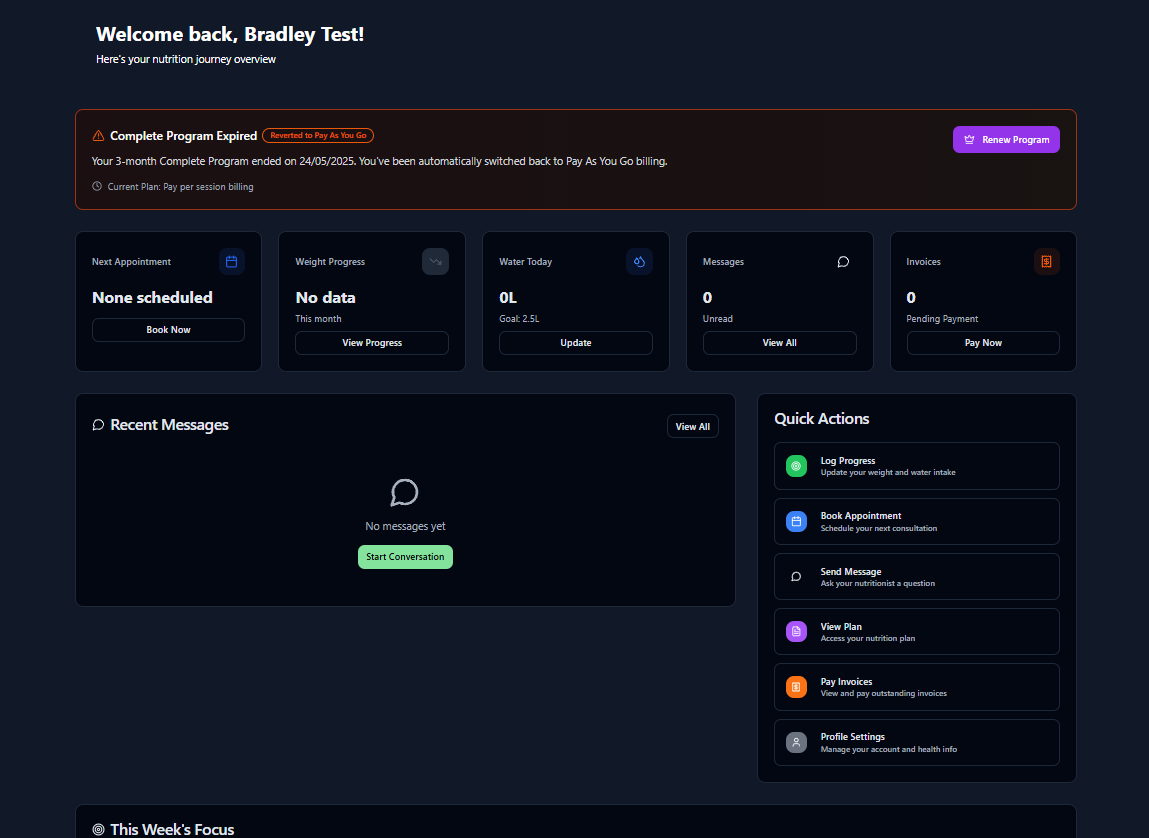 Welcome back, Bradley Test!
Here's your nutrition journey overview
Complete Program Expired
Reverted to Pay As You Go
Renew Program
Your 3-month Complete Program ended on 24/05/2025. You've been automatically switched back to Pay As You Go billing.
Current Plan: Pay per session billing
Next Appointment
None scheduled
Book Now
Weight Progress
No data
This month
View Progress
Water Today
0L
Goal: 2.5L
Update
Messages
0
Unread
View All
Invoices
0
Pending Payment
Pay Now
Recent Messages
View All
No messages yet
Start Conversation
Quick Actions
Log Progress
Update your weight and water intake
Book Appointment
Schedule your next consultation
Send Message
Ask your nutritionist a question
View Plan
Access your nutrition plan
Pay Invoices
View and pay outstanding invoices
Profile Settings
Manage your account and health info
This Week's Focus